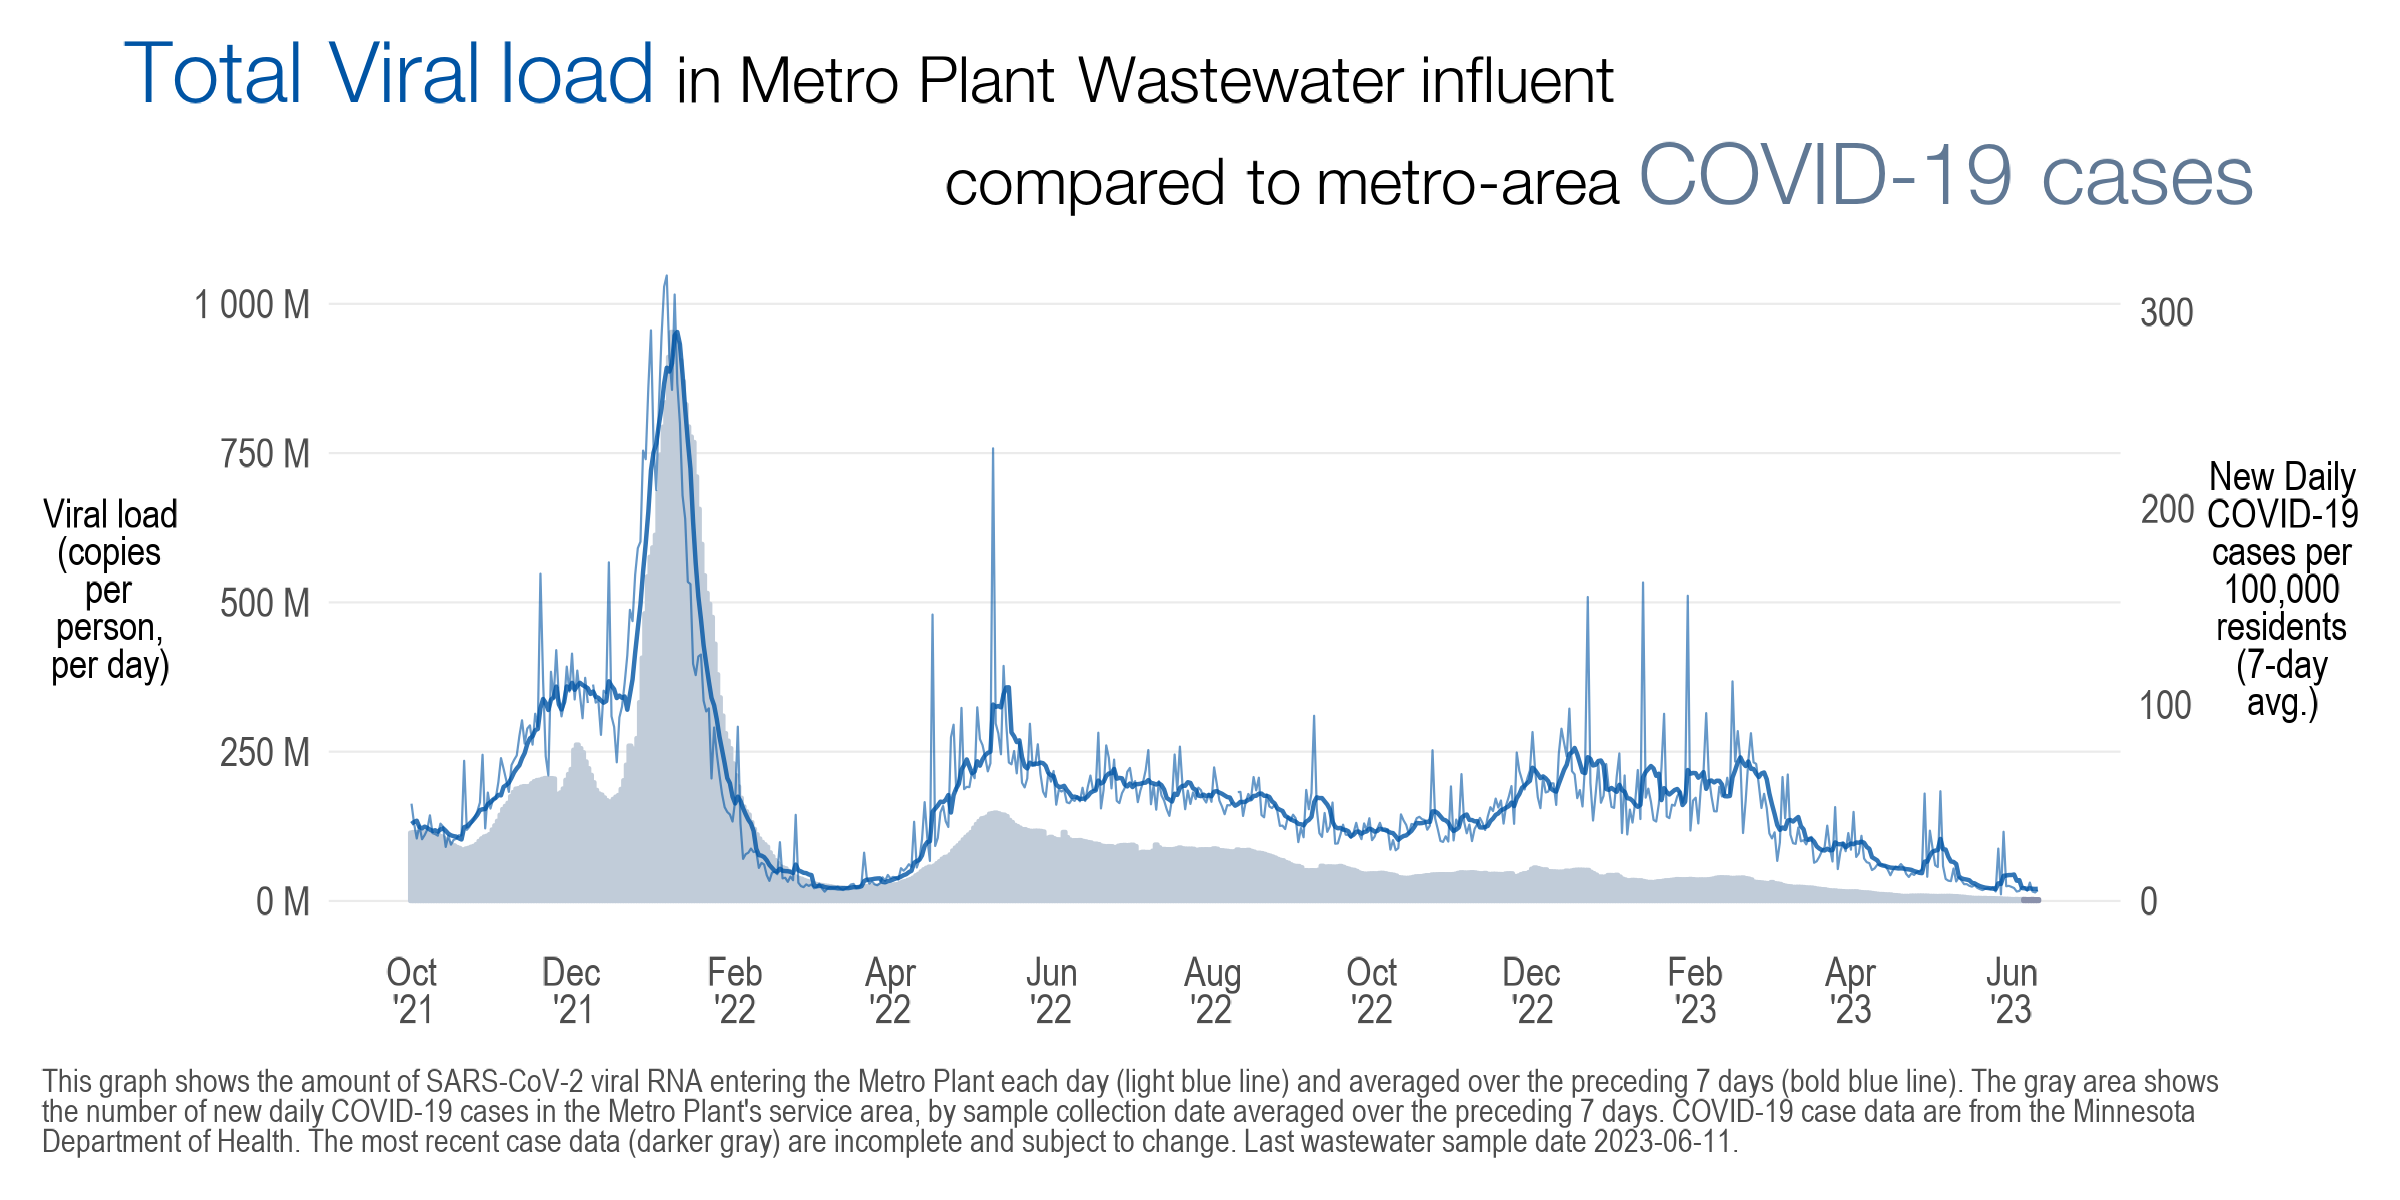 Total Viral load in Metro Plant Wastewater influent
compared to metro-area COVID-19 cases
1 000 M
750 M
500 M
250 M
0 M
Viral load
(copies
per
person,
per day)
300
200
100
0
New Daily
COVID-19
cases per
100,000
residents
(7-day
avg.)
Oct
'21
Dec
'21
Feb
'22
Apr
'22
Jun
'22
Aug
'22
Oct
'22
Dec
'22
Feb
'23
Apr
'23
Jun
'23
This graph shows the amount of SARS-CoV-2 viral RNA entering the Metro Plant each day (light blue line) and averaged over the preceding 7 days (bold blue line). The gray area shows
the number of new daily COVID-19 cases in the Metro Plant's service area, by sample collection date averaged over the preceding 7 days. COVID-19 case data are from the Minnesota
Department of Health. The most recent case data (darker gray) are incomplete and subject to change. Last wastewater sample date 2023-06-11.